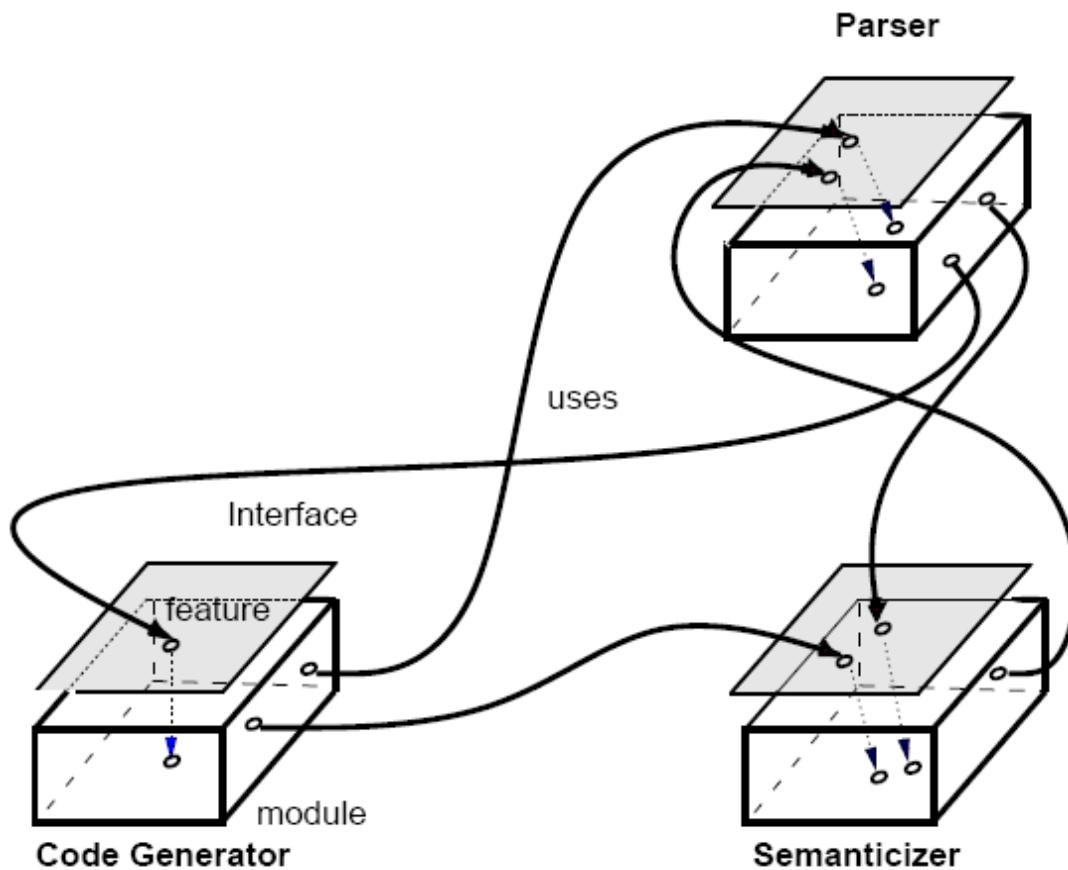 Parser
uses
Interface
feature
module
Code Generator
Semanticizer